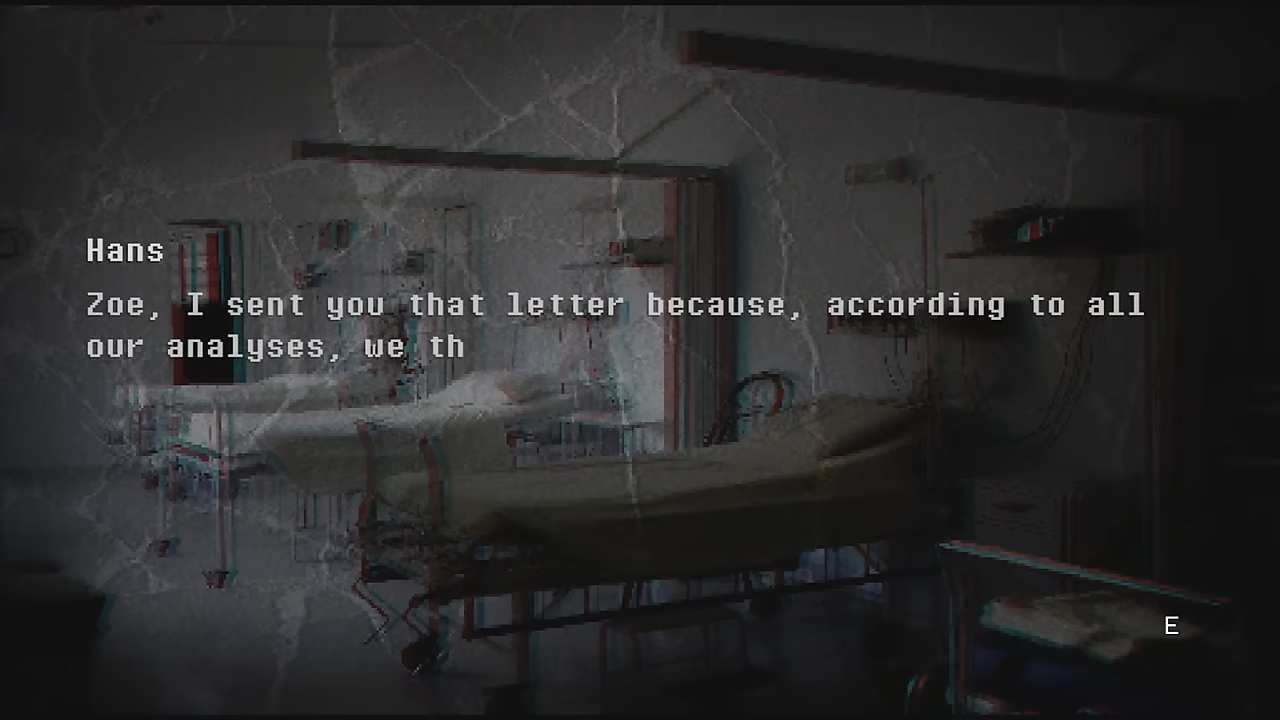 Hans
Zoe, I sent you that letter because, according to all
our analyses, we th
E